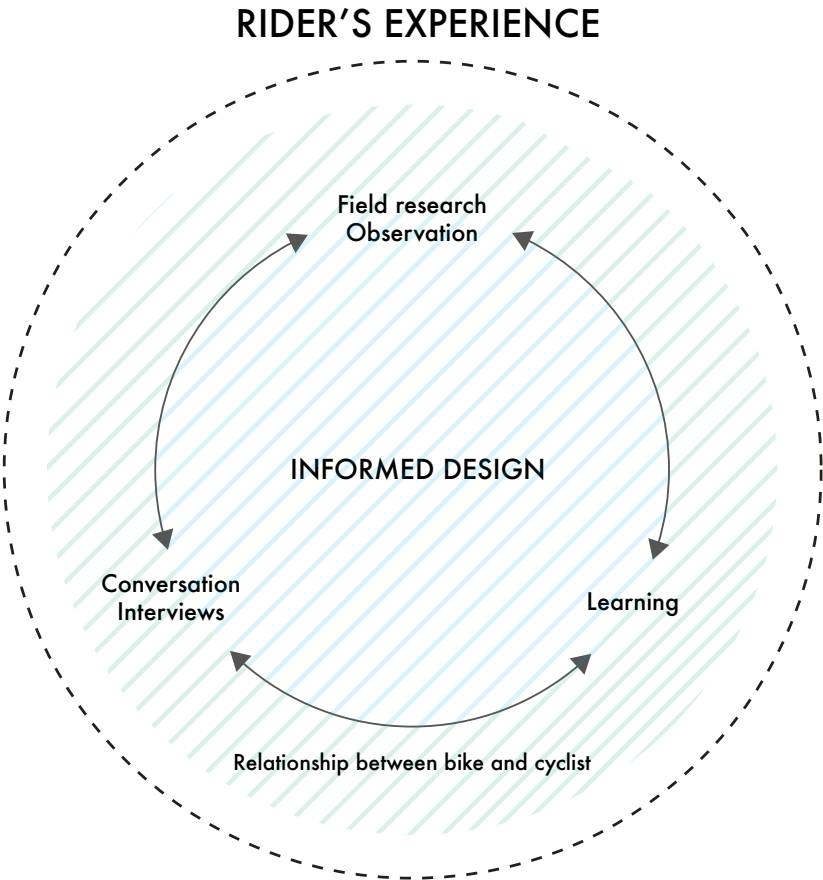 RIDER’S EXPERIENCE
Field research
Observation
INFORMED DESIGN
Conversation
Interviews
Learning
Relationship between bike and cyclist